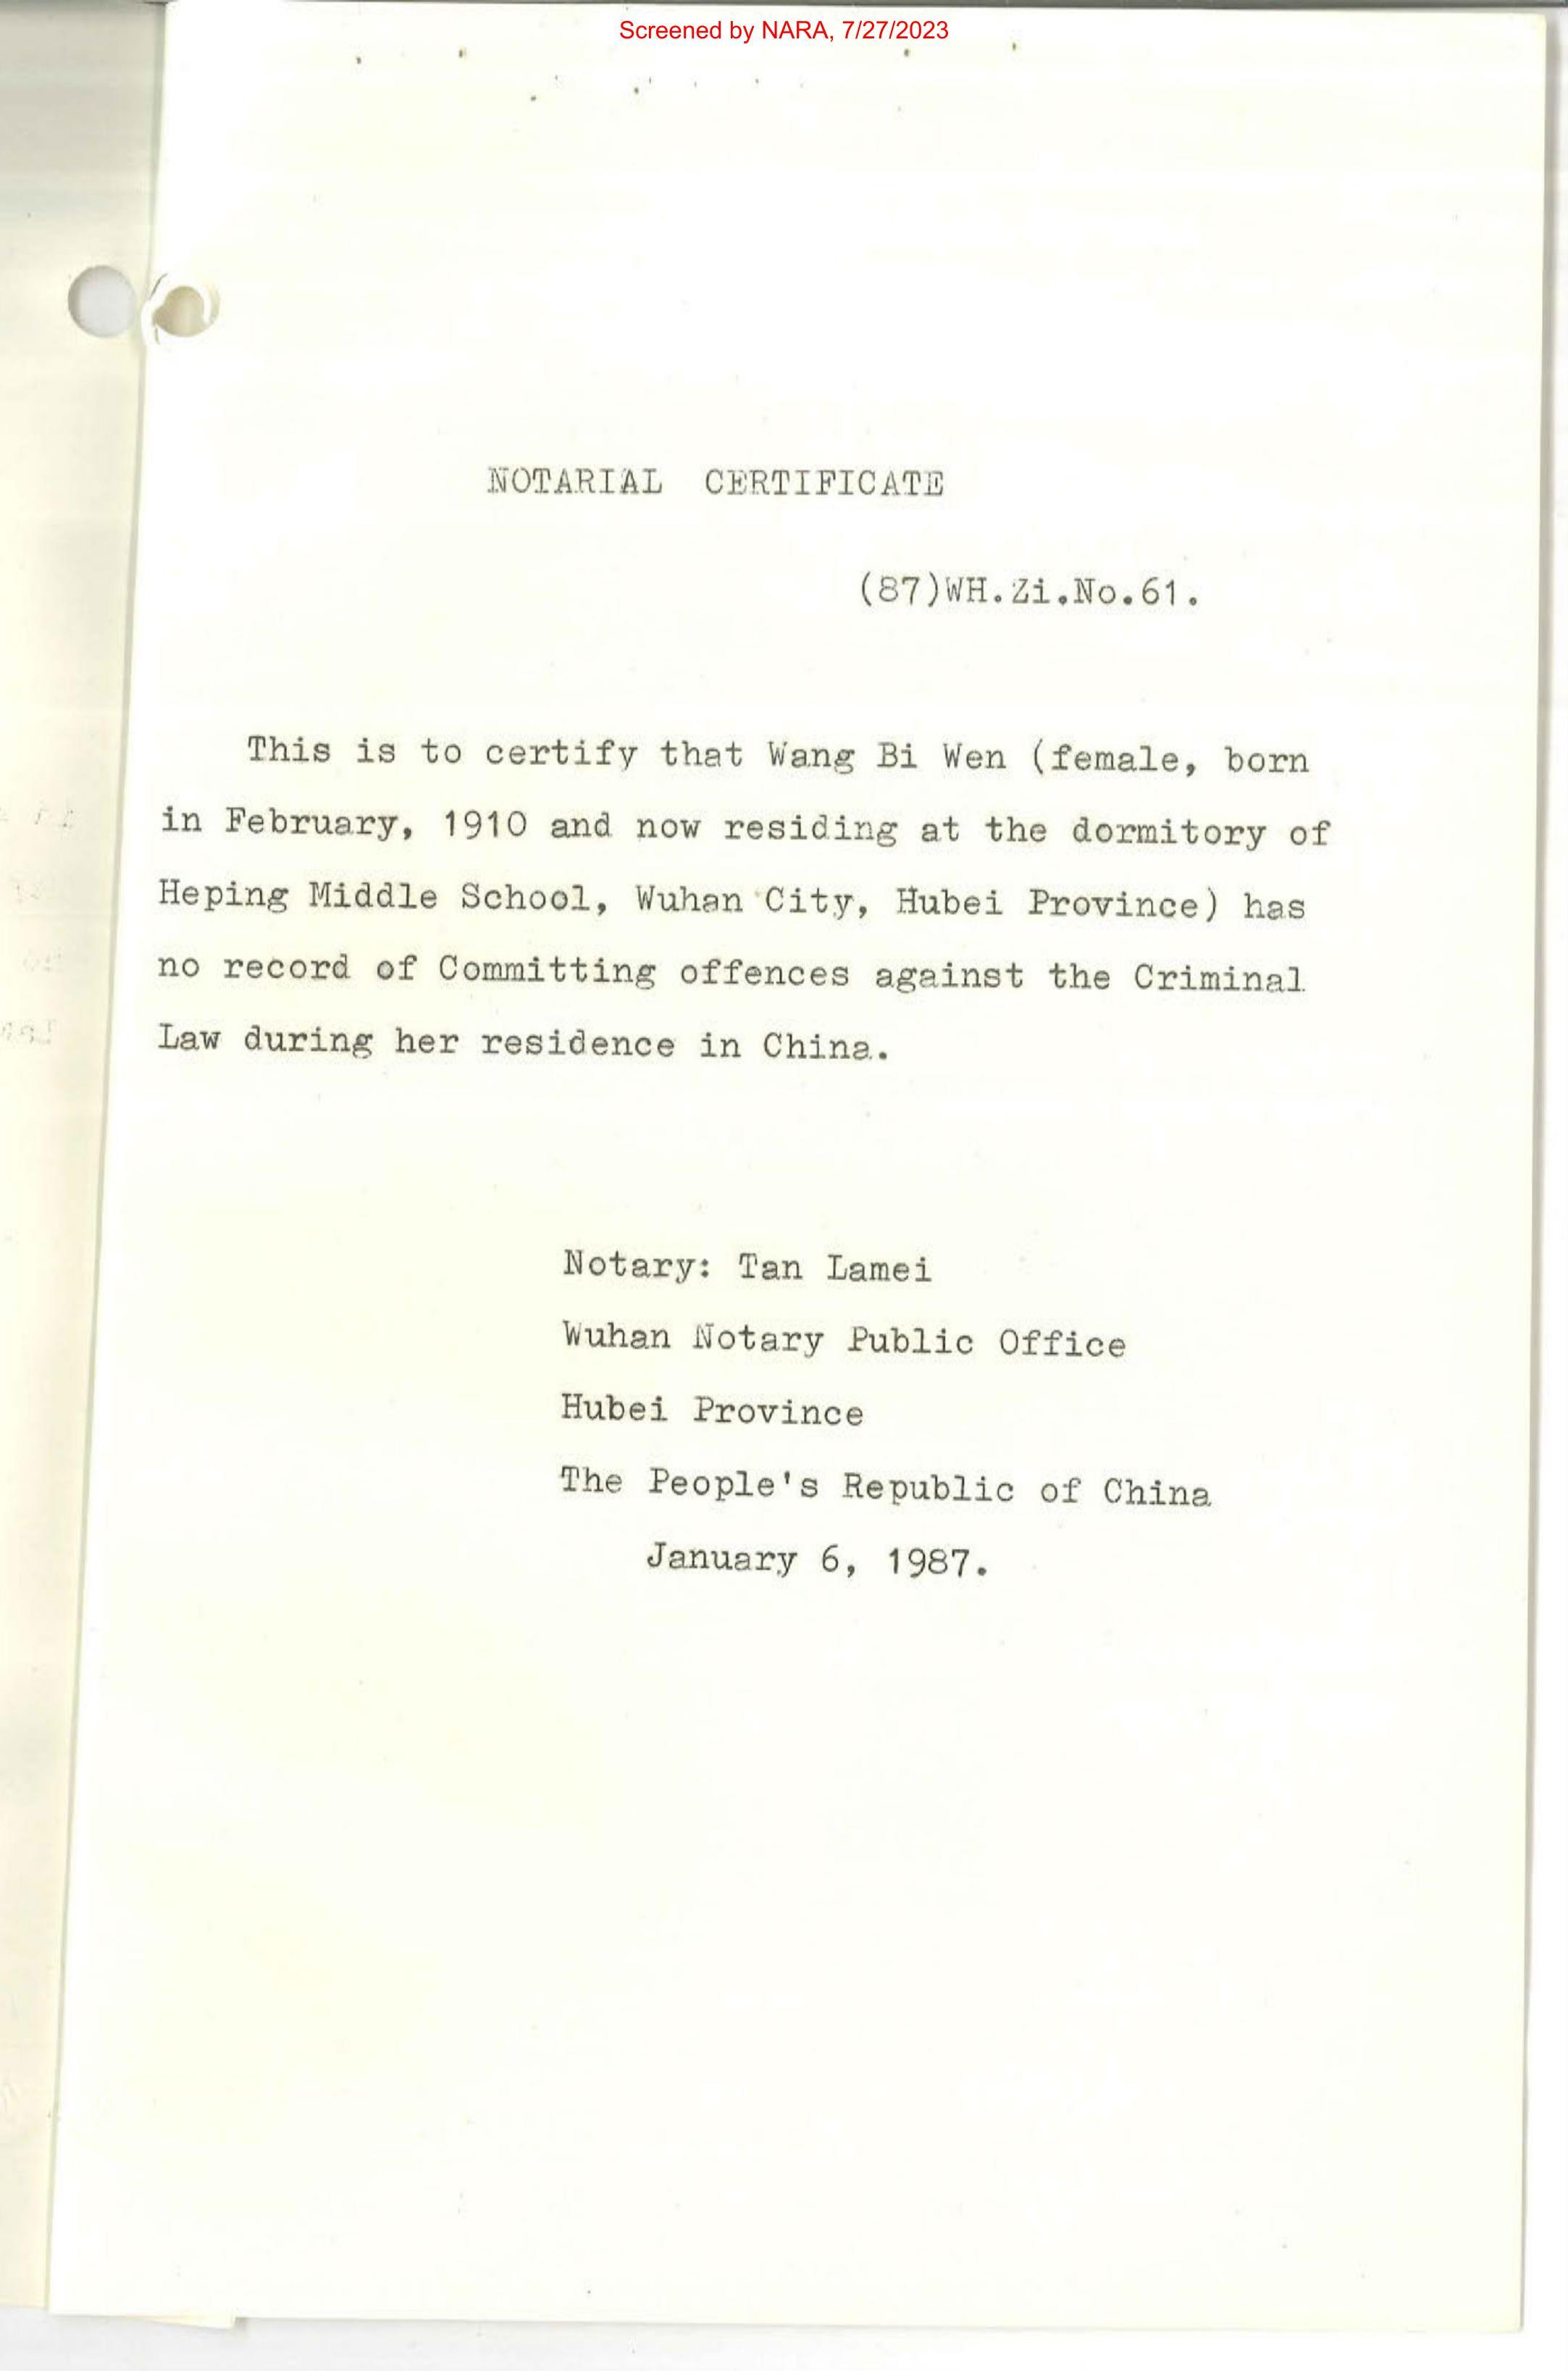 Screened by NARA, 7/27/2023
NOTARIAL CERTIFICATE
(87)WH.Zi.No.61.
This is to certify that Wang Bi Wen (female, born
in February, 1910 and now residing at the dormitory of
Heping Middle School, Wuhan City, Hubei Province) has
no record of Committing offences against the Criminal
Law during her residence in China.
Notary: Tan Lamei
Wuhan Notary Public Office
Hubei Province
The People's Republic of China
January 6, 1987.